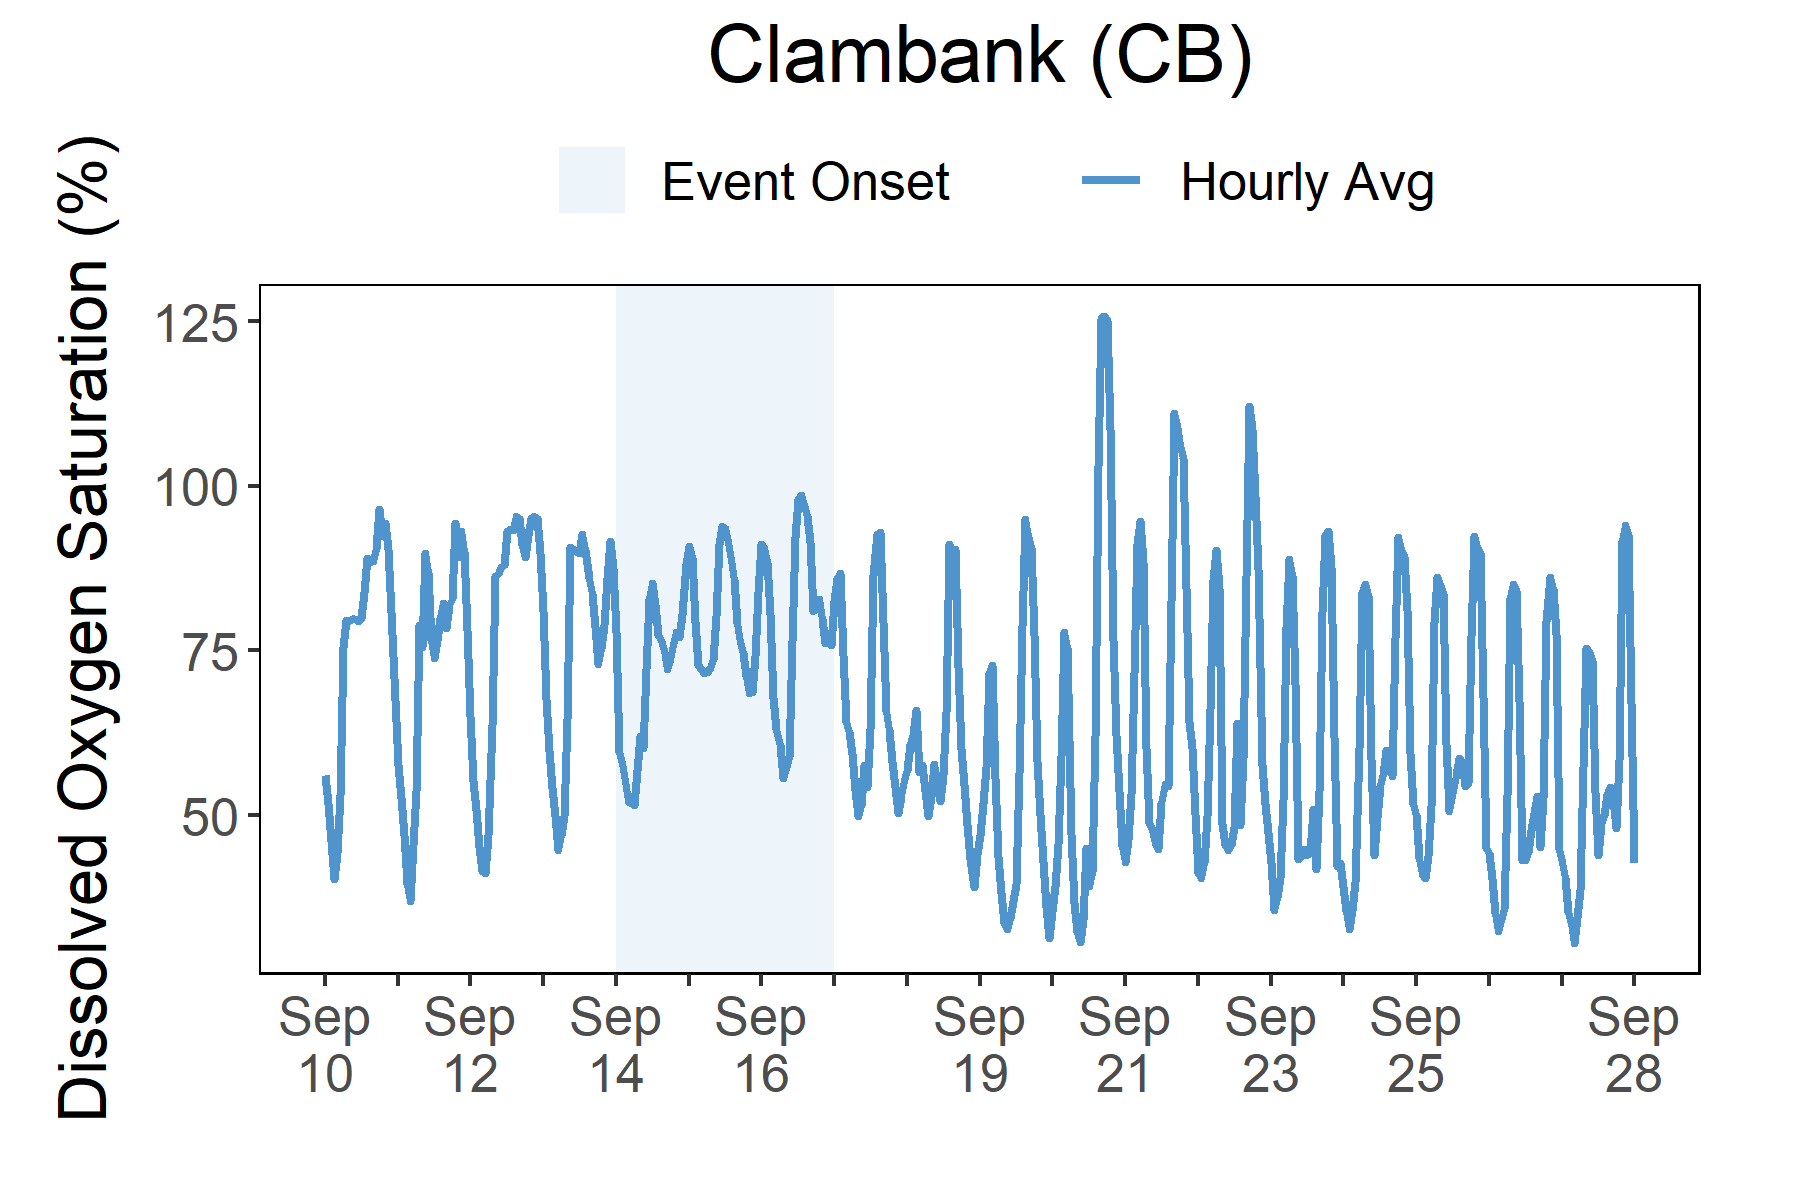 Clambank (CB)
Event Onset Hourly Avg
Dissolved Oxygen Saturation (%)
125
100
75
50
Sep Sep Sep Sep Sep Sep Sep Sep Sep
10 12 14 16 19 21 23 25 28